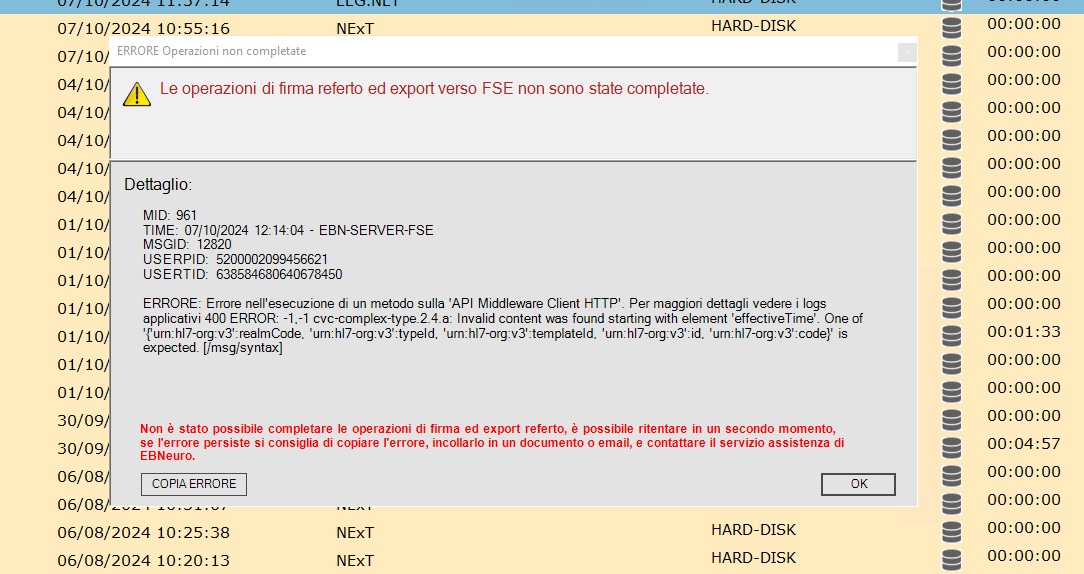 07/10/2024 11:37:14 EEG.NET HARD-DISK 00:00:00
07/10/2024 10:55:16 NExT HARD-DISK 00:00:00
ERRORE Operazioni non completate
07/10/ 00:00:00
04/10/ 00:00:00
Le operazioni di firma referto ed export verso FSE non sono state completate.
04/10/ 00:00:00
04/10/ 00:00:00
04/10/ 00:00:00
Dettaglio:
04/10/ 00:00:00
MID: 961
01/10/ 00:00:00
TIME: 07/10/2024 12:14:04 - EBN-SERVER-FSE
MSGID: 12820
01/10/ 00:00:00
USERPID: 5200002099456621
USERTID: 638584680640678450
01/10/ 00:00:00
ERRORE: Errore nell'esecuzione di un metodo sulla 'API Middleware Client HTTP'. Per maggiori dettagli vedere i logs
01/10/ 00:00:00
applicativi 400 ERROR: -1,-1 cvc-complex-type.2.4.a: Invalid content was found starting with element 'effectiveTime'. One of
'{'urn:hl7-org:v3':realmCode, 'urn:hl7-org:v3':typeId, 'urn:hl7-org:v3':templateId, 'urn:hl7-org:v3':id, 'urn:hl7-org:v3':code}' is
01/10/ 00:01:33
expected. [/msg/syntax]
01/10/ 00:00:00
01/10/ 00:00:00
30/09/ 00:00:00
Non è stato possibile completare le operazioni di firma ed export referto, è possibile ritentare in un secondo momento,
30/09/ 00:04:57
se l'errore persiste si consiglia di copiare l'errore, incollarlo in un documento o email, e contattare il servizio assistenza di
EBNeuro.
06/08/ 00:00:00
COPIA ERRORE OK
06/08/2024 NExT 00:00:00
06/08/2024 10:25:38 NExT HARD-DISK 00:00:00
06/08/2024 10:20:13 NExT HARD-DISK 00:00:00